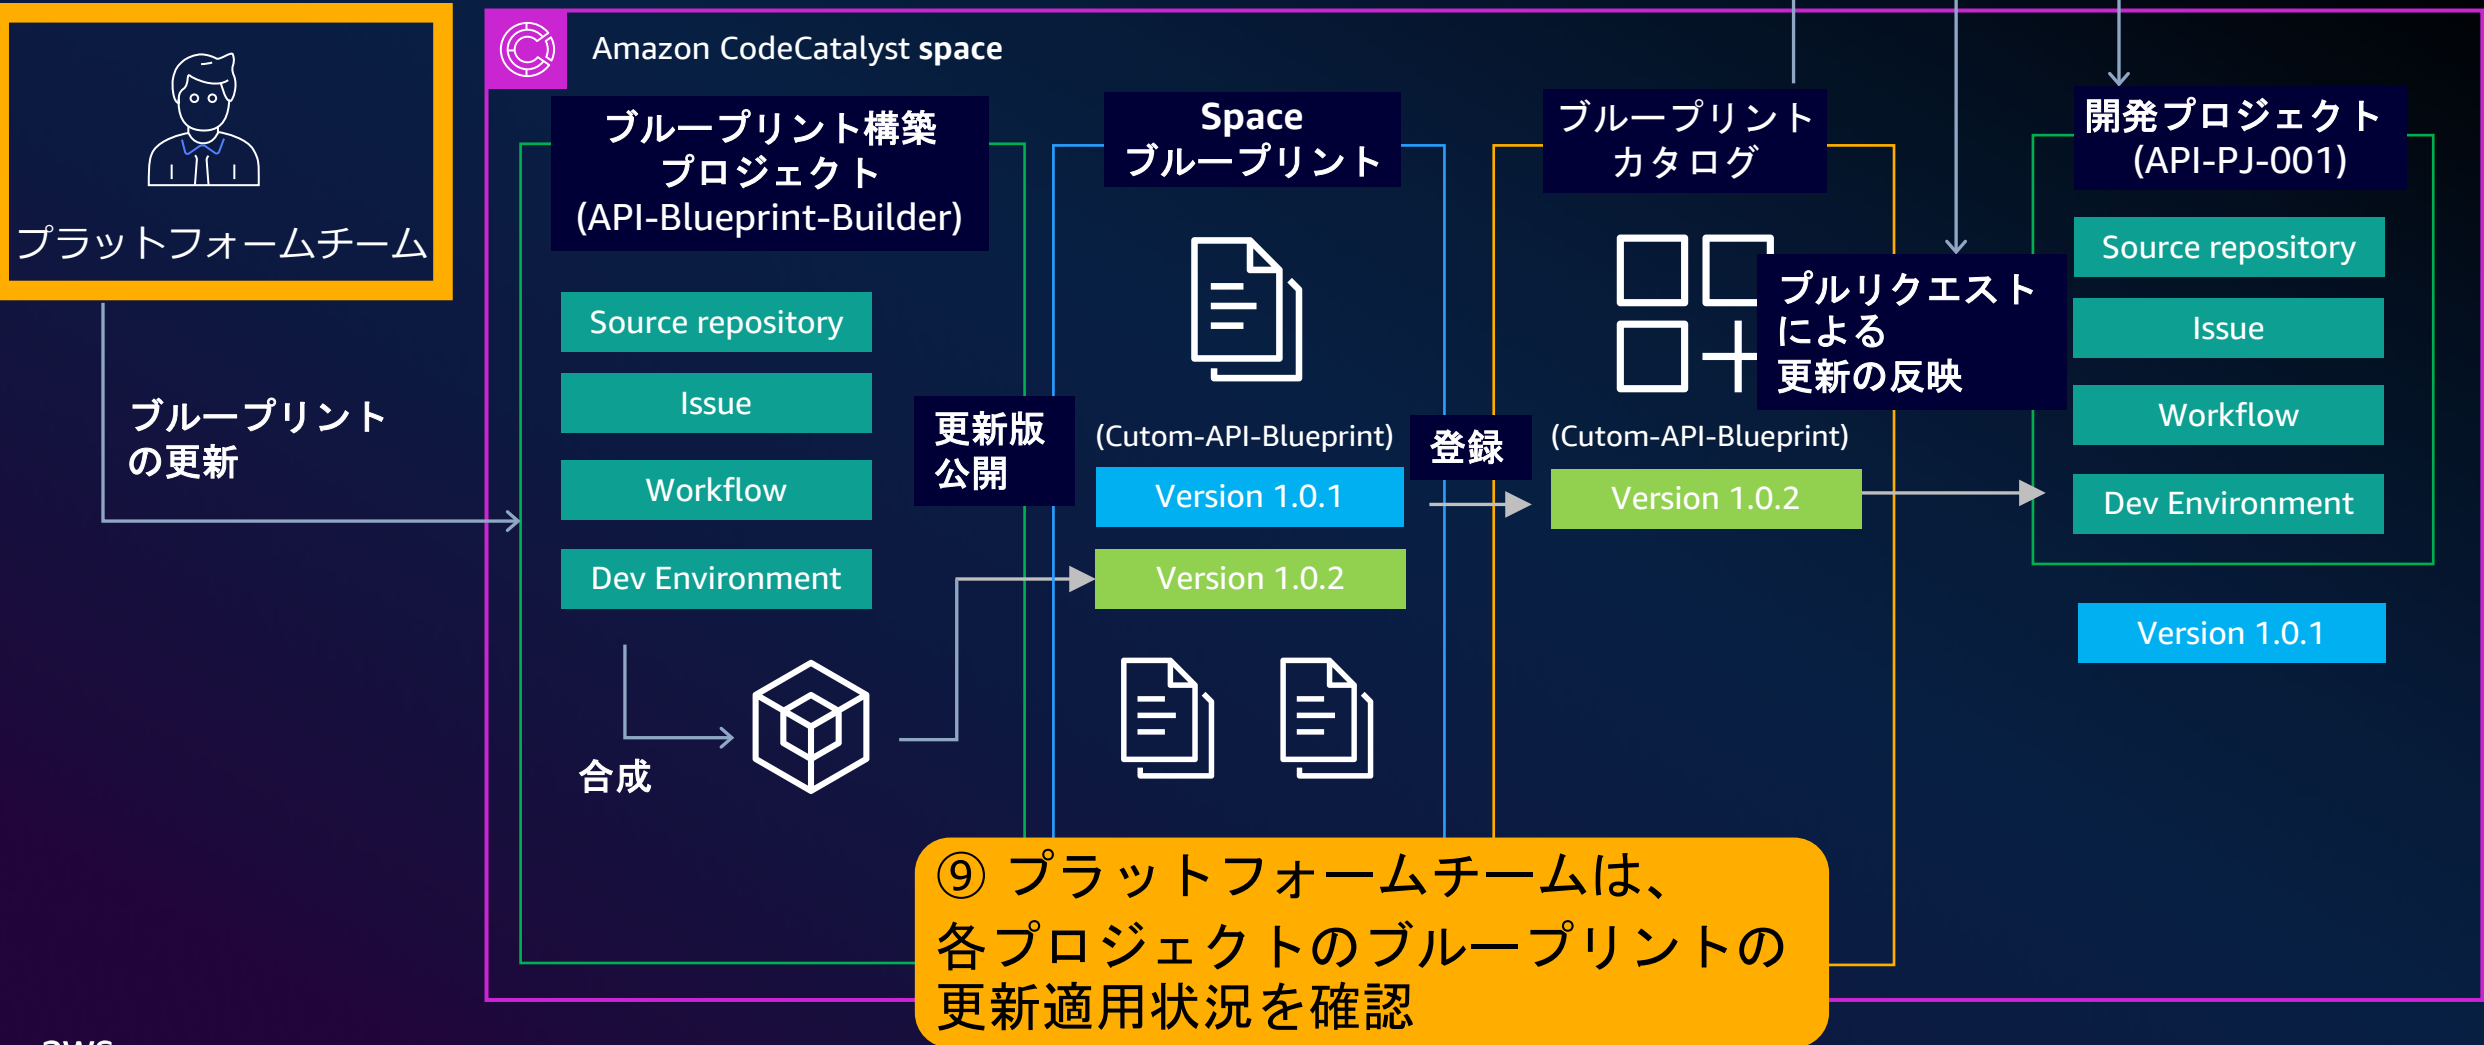 プラットフォームチーム
ブループリント
の更新
Amazon CodeCatalyst space
ブループリント構築
プロジェクト
(API-Blueprint-Builder)
Source repository
Issue
Workflow
Dev Environment
合成
更新版
公開
Space
ブループリント
(Cutom-API-Blueprint)
Version 1.0.1
Version 1.0.2
登録
ブループリント
カタログ
(Cutom-API-Blueprint)
Version 1.0.2
プルリクエスト
による
更新の反映
開発プロジェクト
(API-PJ-001)
Source repository
Issue
Workflow
Dev Environment
Version 1.0.1
⑨ プラットフォームチームは、
各プロジェクトのブループリントの
更新適用状況を確認
aws